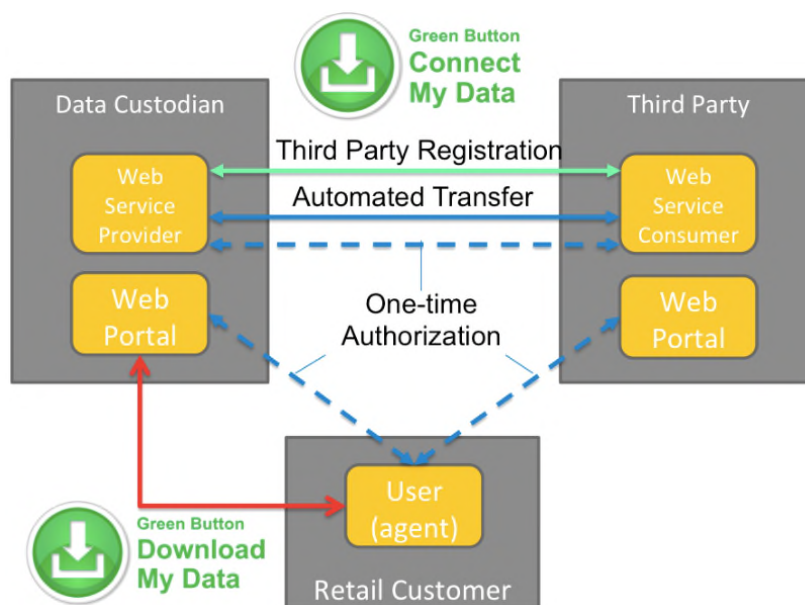 Green Button
Connect
My Data
Data Custodian
Third Party
Web
Service
Provider
Third Party Registration
Automated Transfer
Web
Service
Consumer
Web
Portal
One-time
Authorization
Web
Portal
User
(agent)
Green Button
Download
My Data
Retail Customer